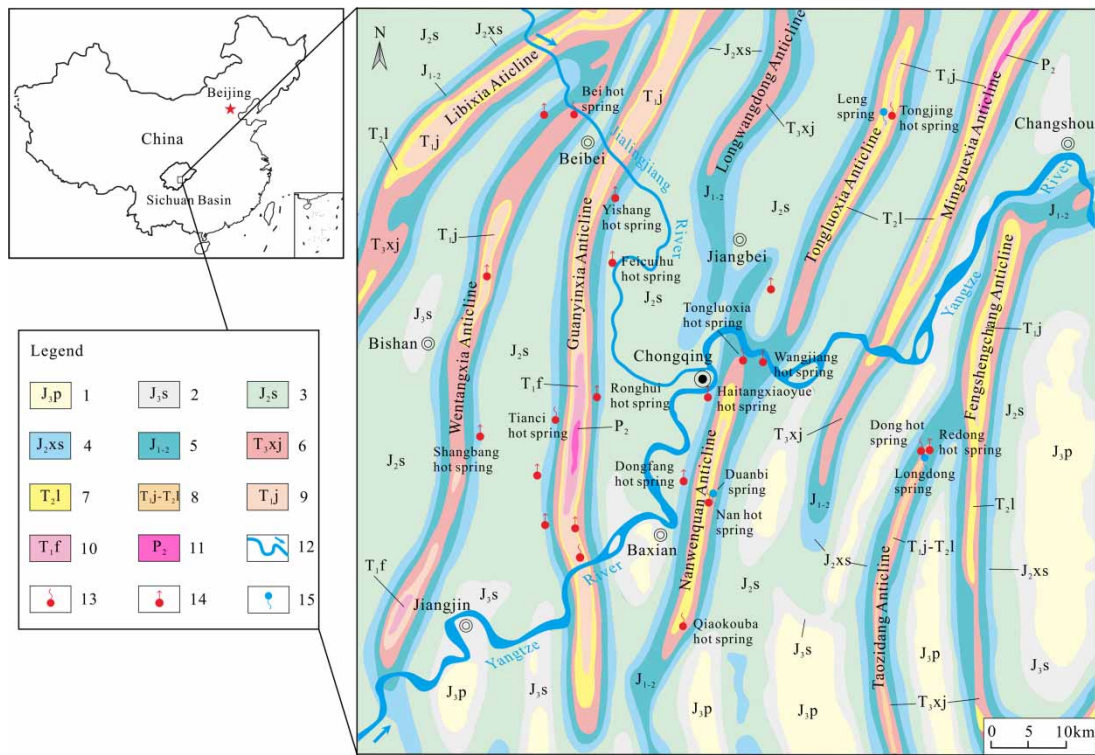 Beijing
China
Sichuan Basin
Legend
J₃p 1
J₃s 2
J₂s 3
J₂xs 4
J₁₋₂ 5
T₃xj 6
T₂l 7
T₁j-T₂l 8
T₁j 9
T₁f 10
P₂ 11
12
13
14
15
N
J₂s
J₂xs
J₁₋₂
Libixia Aticline
T₂l
T₁j
T₃xj
Bei hot
spring
Beibei
T₁j
Jialingjiang
River
J₂xs
Longwangdong Anticline
T₃xj
J₁₋₂
J₂s
Leng
spring
Tongjing
hot spring
T₁j
P₂
Changshou
Mingyuexia Anticline
Tongluoxia Anticline
T₂l
River
Yangtze
J₁₋₂
Yishang
hot spring
Feicuihu
hot spring
J₂s
Jiangbei
T₁j
Wentangxia Anticline
Guanyinxia Anticline
J₃s
Bishan
J₂s
T₁f
P₂
Tongluoxia
hot spring
Chongqing
Wangjiang
hot spring
Haitangxiaoyue
hot spring
Ronghui
hot spring
Tianci
hot spring
Shangbang
hot spring
J₂s
Fengshengchang Anticline
T₁j
J₂s
J₃p
T₃xj
Dong hot
spring
Redong
hot spring
Longdong
spring
Dongfang
hot spring
Duanbi
spring
Nan hot
spring
Nanwenquan Anticline
Baxian
River
J₁₋₂
J₂xs
T₂l
T₁j-T₂l
J₂xs
J₂s
T₁f
Jiangjin
J₃s
Yangtze
Qiaokouba
hot spring
J₃s
Taozidang Anticline
J₃p
J₃s
J₁₋₂
J₃p
J₃s
J₃p
J₃p
T₃xj
0 5 10km